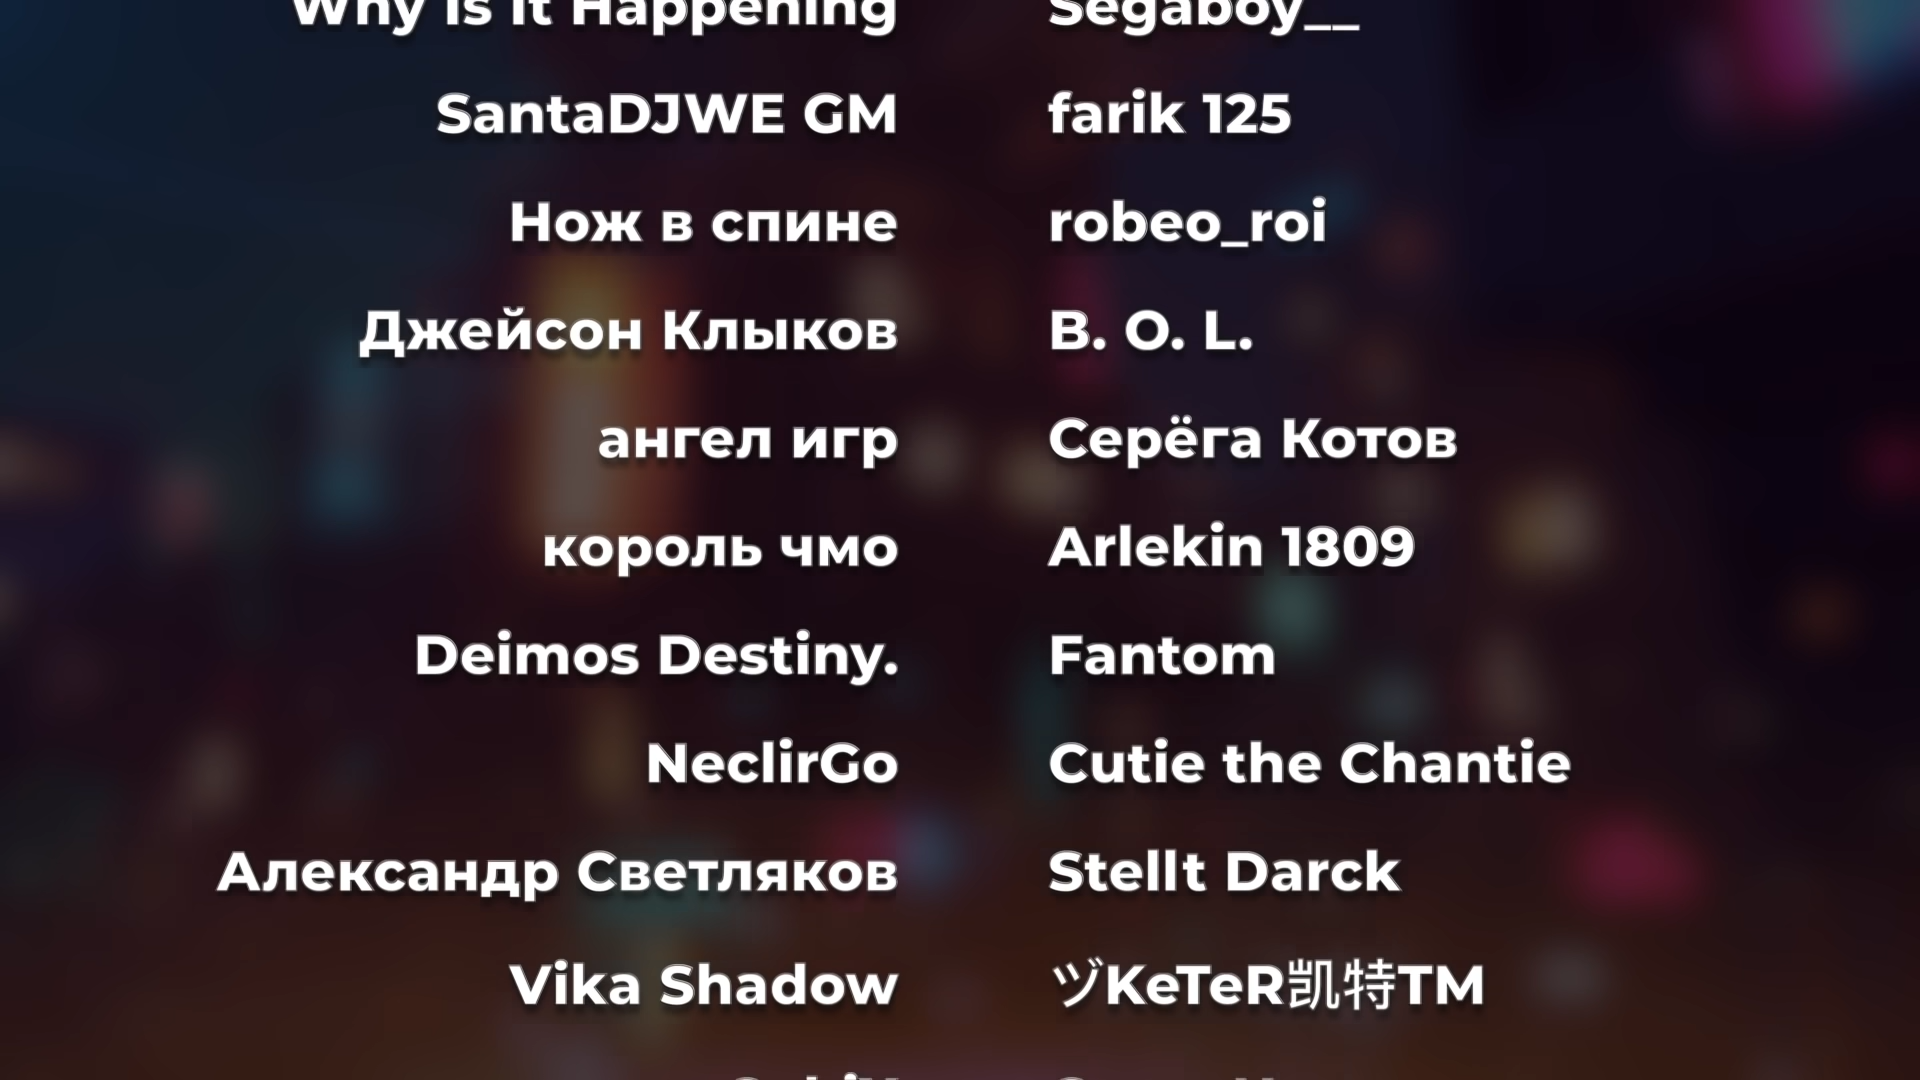 Why Is It Happening Segaboy__
SantaDJWE GM farik 125
Нож в спине robeo_roi
Джейсон Клыков B. O. L.
ангел игр Серёга Котов
король чмо Arlekin 1809
Deimos Destiny. Fantom
NeclirGo Cutie the Chantie
Александр Светляков Stellt Darck
Vika Shadow ヅKeTeR凯特TM